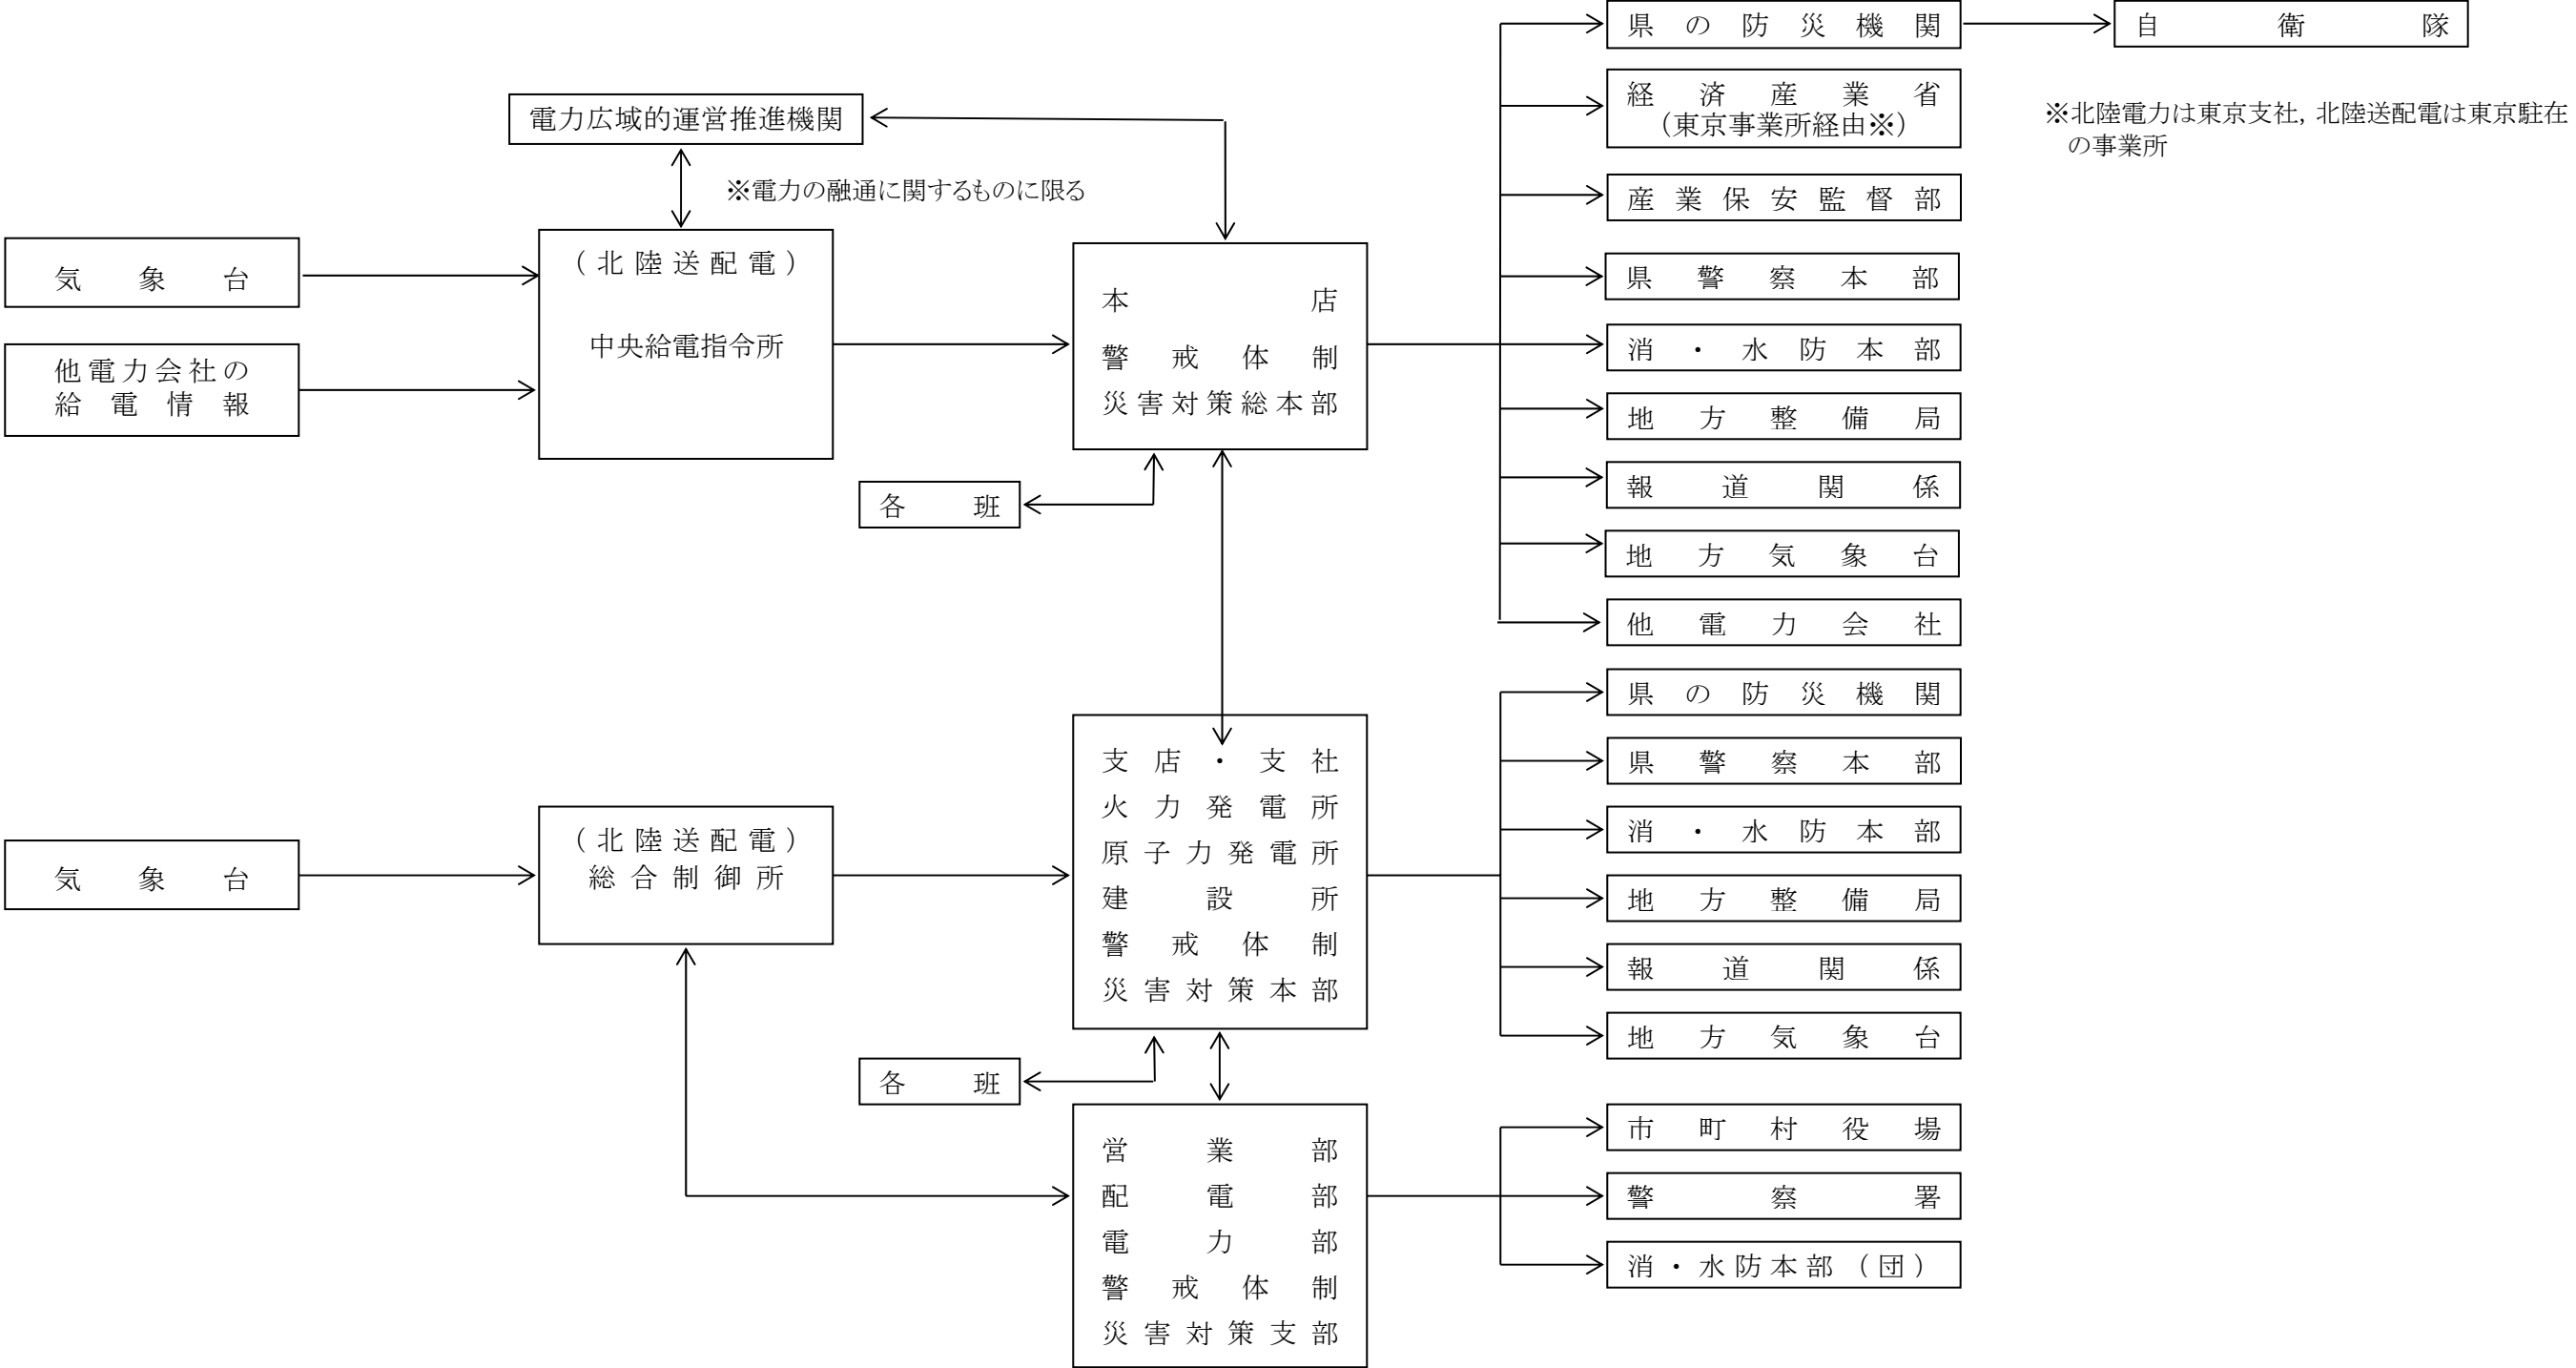 県の防災機関
自衛隊
経済産業省
（東京事業所経由※）
※北陸電力は東京支社，北陸送配電は東京駐在
の事業所
電力広域的運営推進機関
※電力の融通に関するものに限る
産業保安監督部
気象台
（北陸送配電）
中央給電指令所
他電力会社の
給電情報
本店
警戒体制
災害対策総本部
県警察本部
消・水防本部
地方整備局
各班
報道関係
地方気象台
他電力会社
県の防災機関
県警察本部
消・水防本部
地方整備局
報道関係
地方気象台
気象台
（北陸送配電）
総合制御所
支店・支社
火力発電所
原子力発電所
建設所
警戒体制
災害対策本部
各班
営業部
配電部
電力部
警戒体制
災害対策支部
市町村役場
警察署
消・水防本部（団）